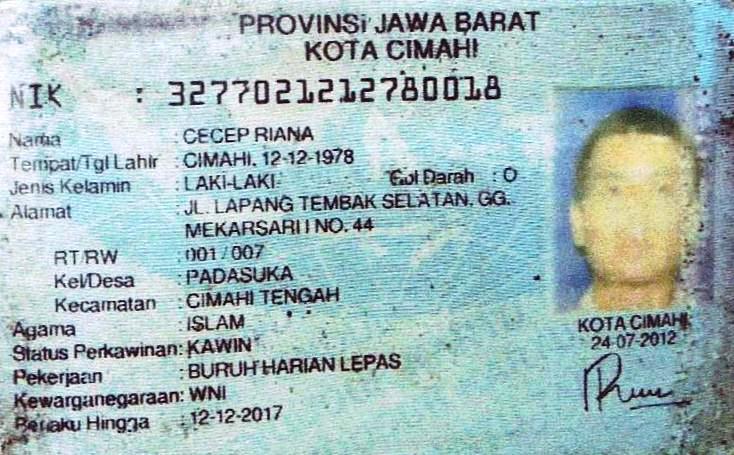 PROVINSI JAWA BARAT
KOTA CIMAHI
NIK : 3277021212780018
Nama : CECEP RIANA
Tempat/Tgl Lahir : CIMAHI, 12-12-1978
Jenis Kelamin : LAKI-LAKI Gol Darah : O
Alamat : JL. LAPANG TEMBAK SELATAN. GG.
MEKARSARI I NO. 44
RT/RW : 001 / 007
Kel/Desa : PADASUKA
Kecamatan : CIMAHI TENGAH
Agama : ISLAM
Status Perkawinan: KAWIN
Pekerjaan : BURUH HARIAN LEPAS
Kewarganegaraan: WNI
Berlaku Hingga : 12-12-2017
KOTA CIMAHI
24-07-2012